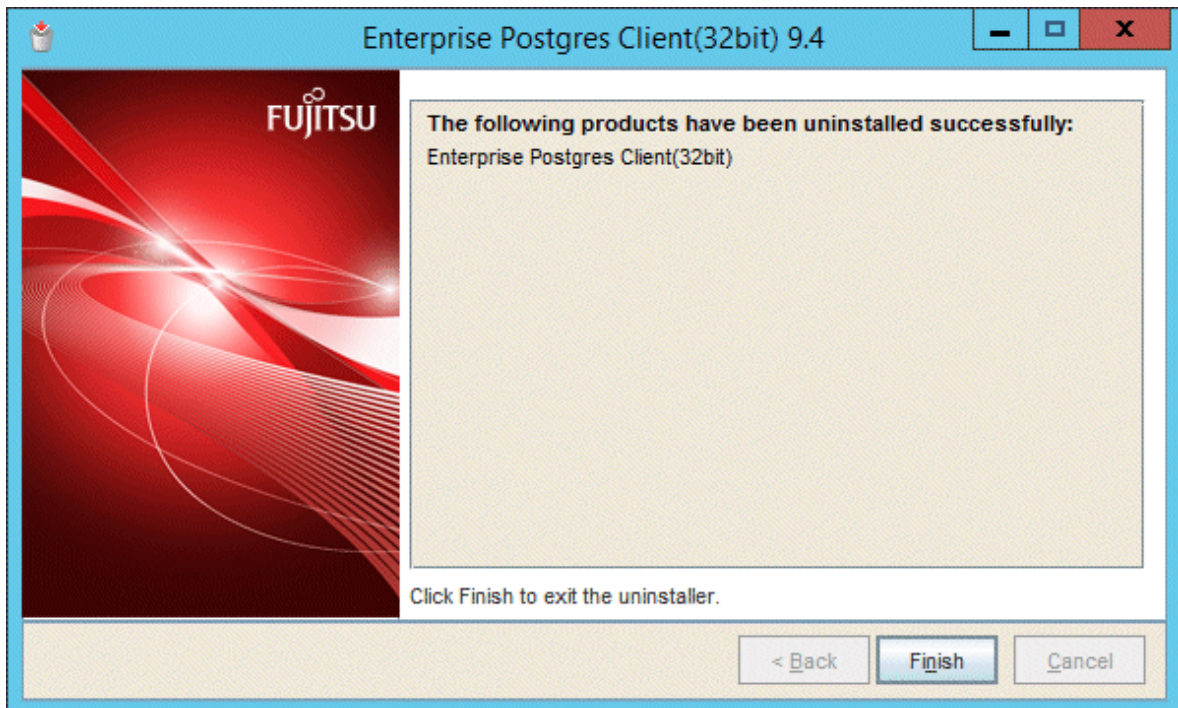 Enterprise Postgres Client(32bit) 9.4
FUJITSU
The following products have been uninstalled successfully:
Enterprise Postgres Client(32bit)
Click Finish to exit the uninstaller.
< Back
Finish
Cancel